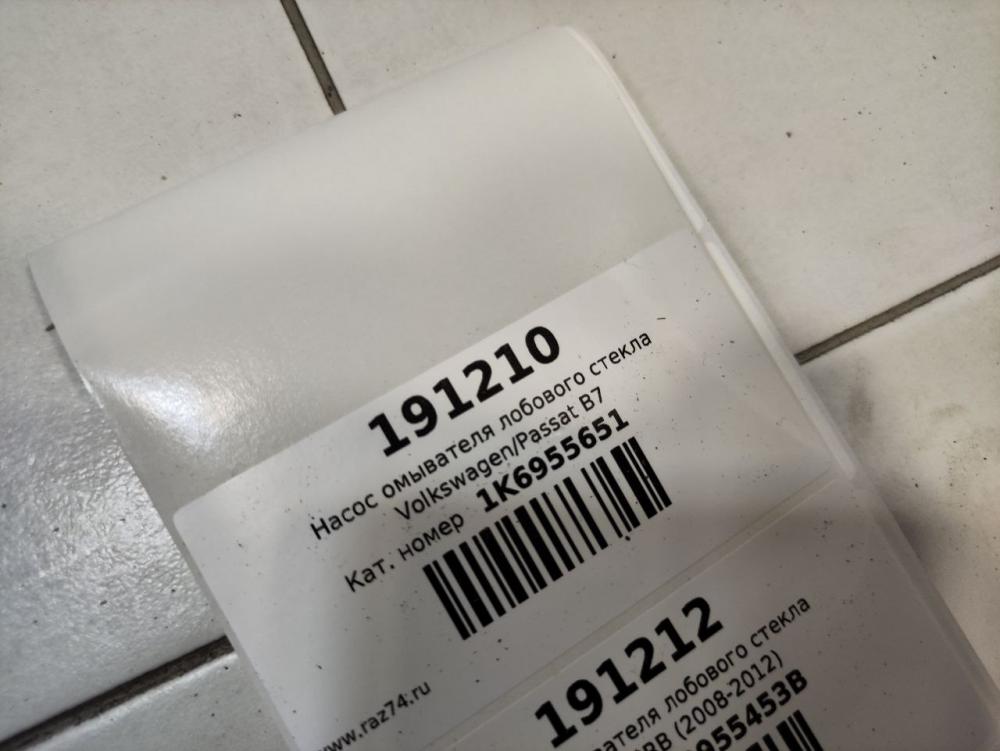 191210
Насос омывателя лобового стекла
Volkswagen/Passat B7
Кат. номер 1K6955651
www.raz74.ru
191212
лобового стекла
(2008-2012)
955453B